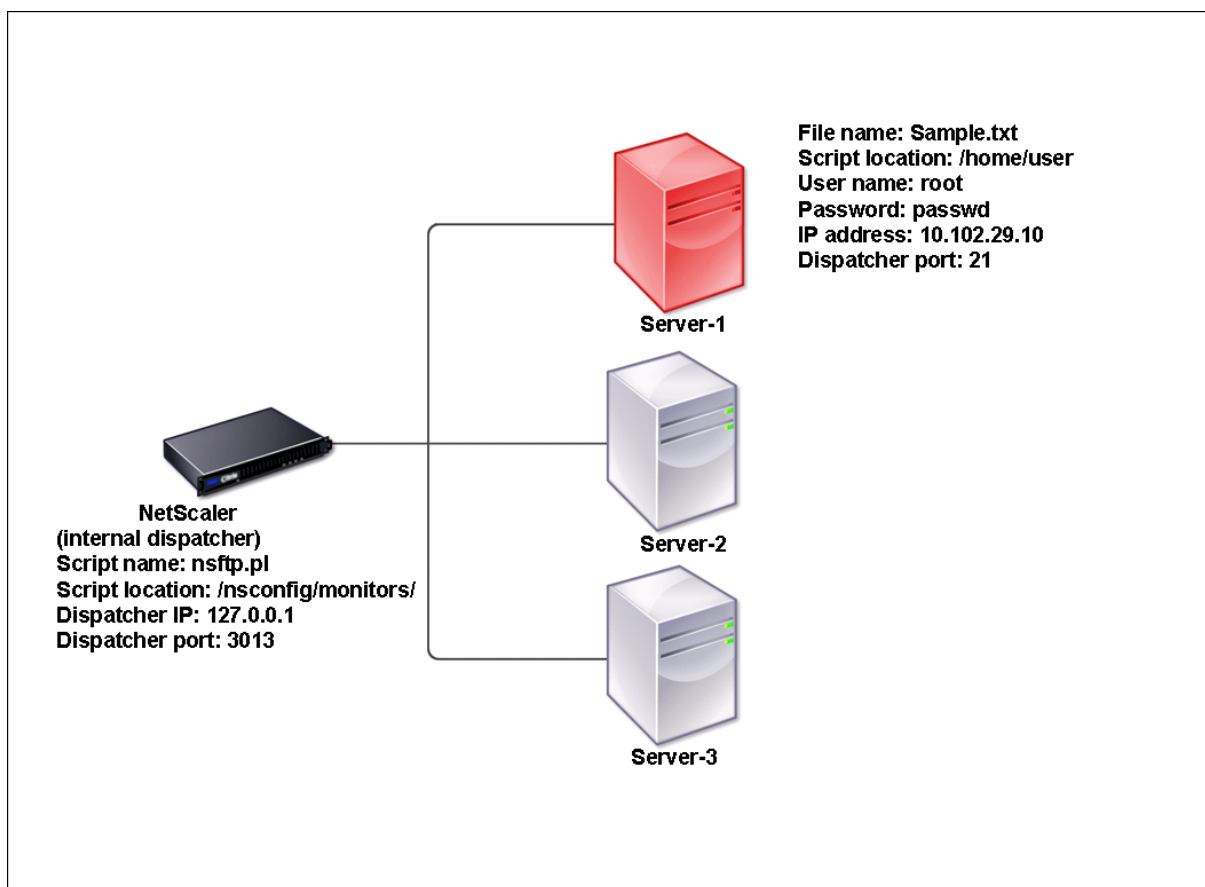 File name: Sample.txt
Script location: /home/user
User name: root
Password: passwd
IP address: 10.102.29.10
Dispatcher port: 21
Server-1
Server-2
Citrix
NetScaler
(internal dispatcher)
Script name: nsftp.pl
Script location: /nsconfig/monitors/
Dispatcher IP: 127.0.0.1
Dispatcher port: 3013
Server-3